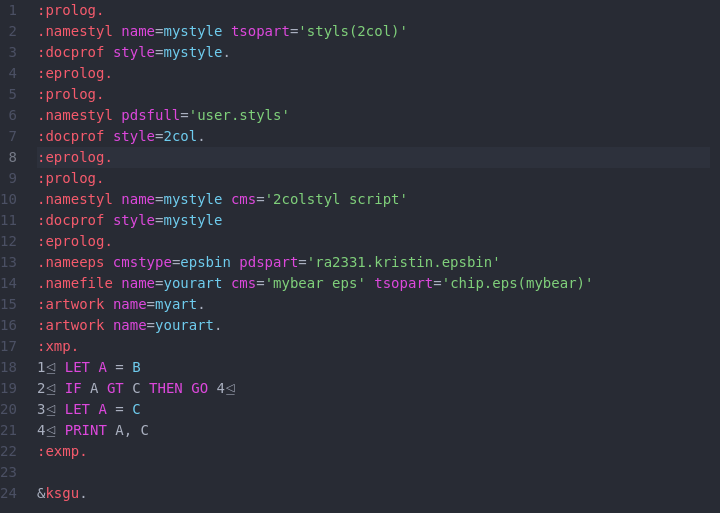 1 :prolog.
2 .namestyl name=mystyle tsopart='styls(2col)'
3 :docprof style=mystyle.
4 :eprolog.
5 :prolog.
6 .namestyl pdsfull='user.styls'
7 :docprof style=2col.
8 :eprolog.
9 :prolog.
10 .namestyl name=mystyle cms='2colstyl script'
11 :docprof style=mystyle
12 :eprolog.
13 .nameeps cmstype=epsbin pdspart='ra2331.kristin.epsbin'
14 .namefile name=yourart cms='mybear eps' tsopart='chip.eps(mybear)'
15 :artwork name=myart.
16 :artwork name=yourart.
17 :xmp.
18 1⊴ LET A = B
19 2⊴ IF A GT C THEN GO 4⊴
20 3⊴ LET A = C
21 4⊴ PRINT A, C
22 :exmp.
23
24 &ksgu.